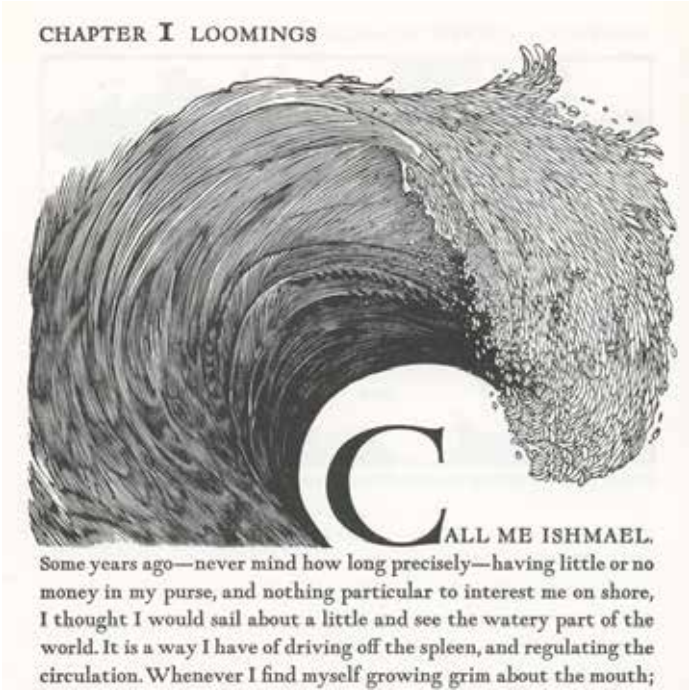 CHAPTER I LOOMINGS
CALL ME ISHMAEL.
Some years ago—never mind how long precisely—having little or no
money in my purse, and nothing particular to interest me on shore,
I thought I would sail about a little and see the watery part of the
world. It is a way I have of driving off the spleen, and regulating the
circulation. Whenever I find myself growing grim about the mouth;